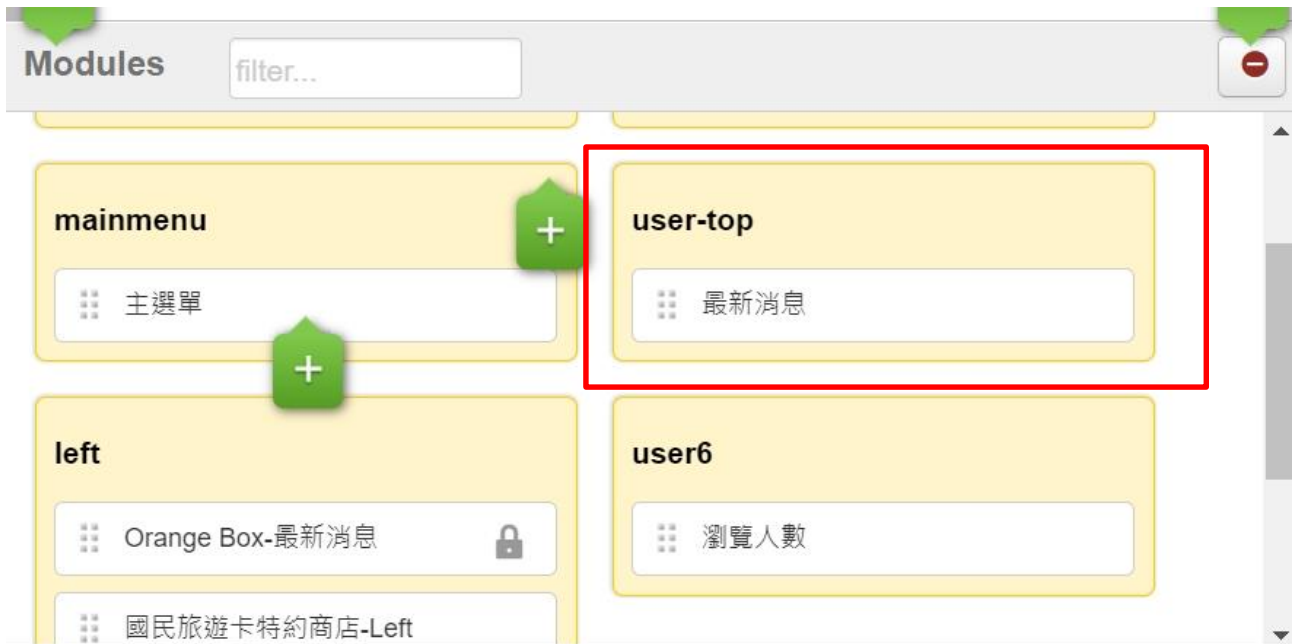 Modules
filter...
mainmenu
主選單
user-top
最新消息
left
Orange Box-最新消息
國民旅遊卡特約商店-Left
user6
瀏覽人數